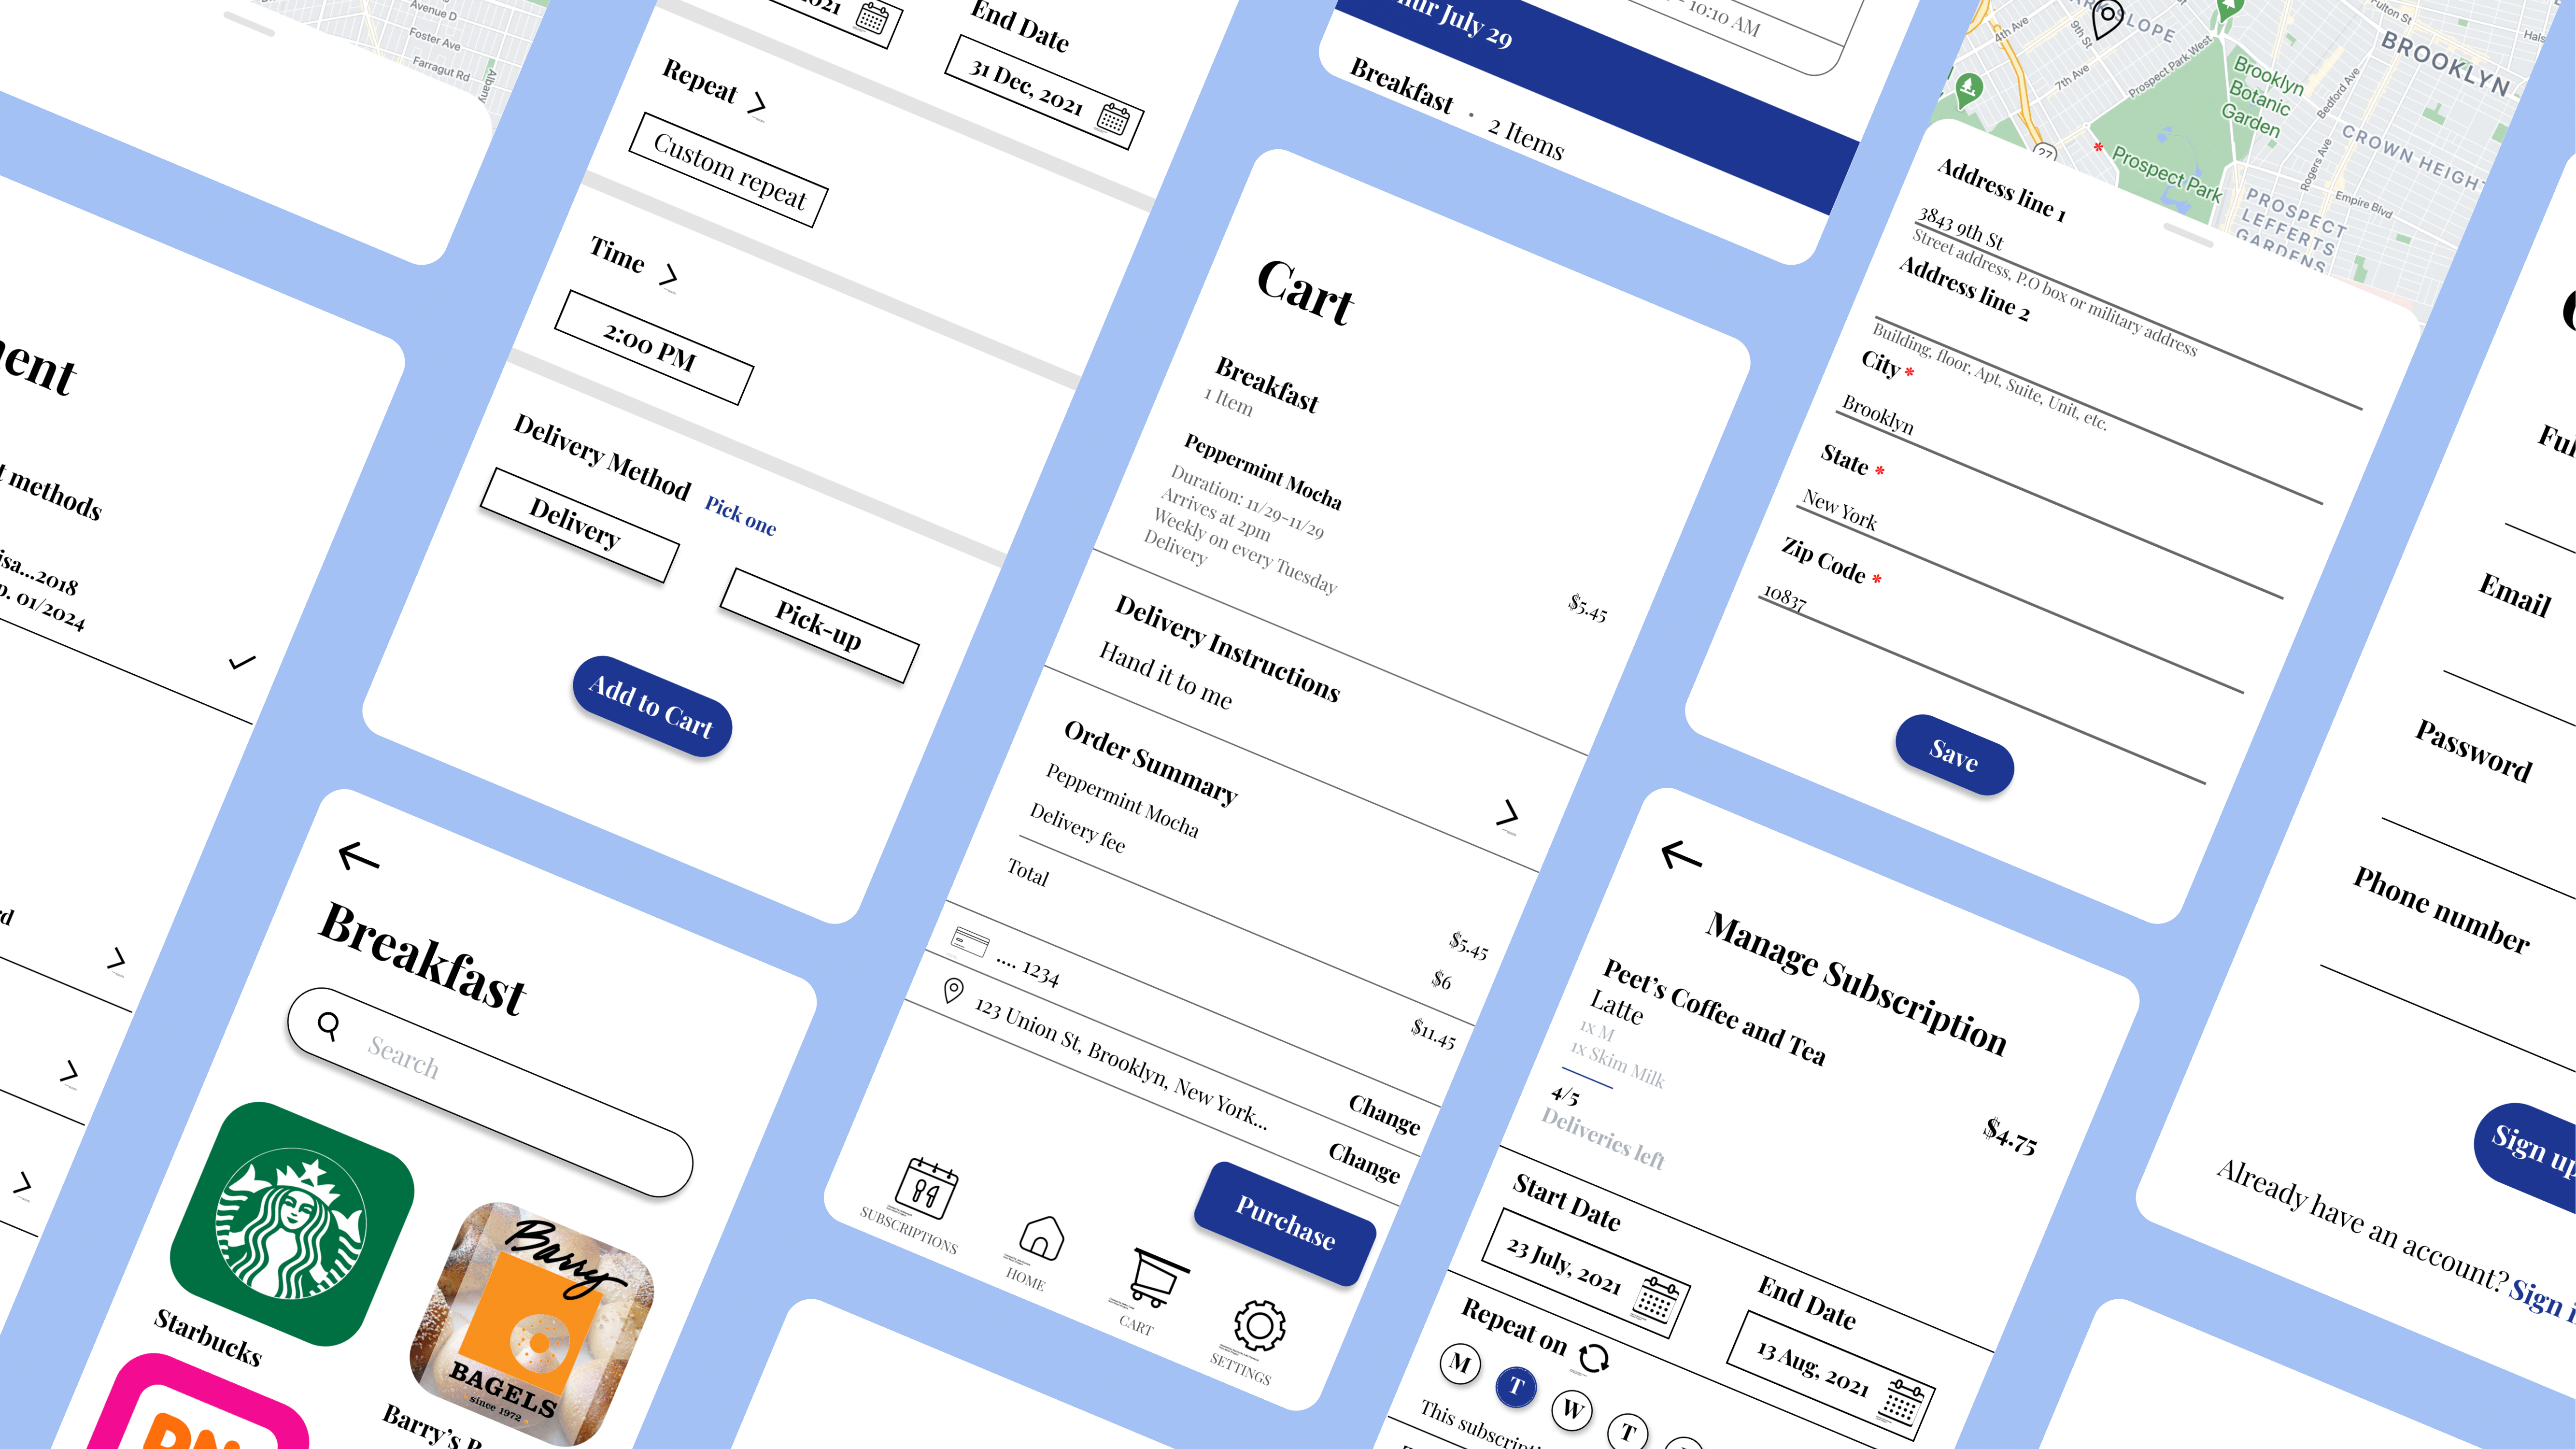 Avenue D
Foster Ave
Farragut Rd
Albany
ent
methods
isa...2018
p. 01/2024
rd
2021
End Date
31 Dec, 2021
Repeat
Custom repeat
Time
2:00 PM
Delivery Method Pick one
Delivery
Pick-up
Add to Cart
Breakfast
Search
Starbucks
Barry
BAGELS
since 1972
Barry's B
DN
hur July 29
10:10 AM
Breakfast · 2 Items
Cart
Breakfast
1 Item
Peppermint Mocha
Duration: 11/29-11/29
Arrives at 2pm
Weekly on every Tuesday
Delivery
$5.45
Delivery Instructions
Hand it to me
Order Summary
Peppermint Mocha
$5.45
Delivery fee
$6
Total
$11.45
.... 1234
Change
123 Union St, Brooklyn, New York...
Change
Purchase
SUBSCRIPTIONS
HOME
CART
SETTINGS
SLOPE
4th Ave
9th St
7th Ave
Prospect Park West
Fulton St
Hals
BROOKLYN
Brooklyn
Botanic
Garden
Bedford Ave
CROWN HEIGH
Rogers Ave
27
* Prospect Park
Empire Blvd
PROSPECT
LEFFERTS
GARDENS
Address line 1
3843 9th St
Street address, P.O box or military address
Address line 2
Building, floor, Apt, Suite, Unit, etc.
City *
Brooklyn
State *
New York
Zip Code *
10837
Save
Manage Subscription
Peet's Coffee and Tea
Latte
1x M
1x Skim Milk
4/5
Deliveries left
$4.75
Start Date
23 July, 2021
End Date
13 Aug, 2021
Repeat on
M
T
W
T
This subscripti
Ful
Email
Password
Phone number
Sign up
Already have an account? Sign i